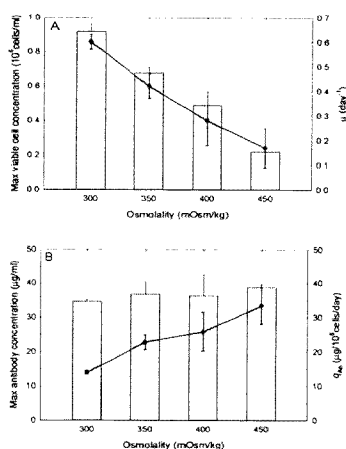 A
Max viable cell concentration (10⁶cells/ml)
1.0
0.8
0.6
0.4
0.2
0.0
0.7
0.6
0.5
0.4
0.3
0.2
0.1
0.0
μ (day⁻¹)
300 350 400 450
Osmolality (mOsm/kg)
B
Max antibody concentration (μg/ml)
50
40
30
20
10
0
50
40
30
20
10
0
q (μg/10⁶cells/day)
300 350 400 450
Osmolality (mOsm/kg)